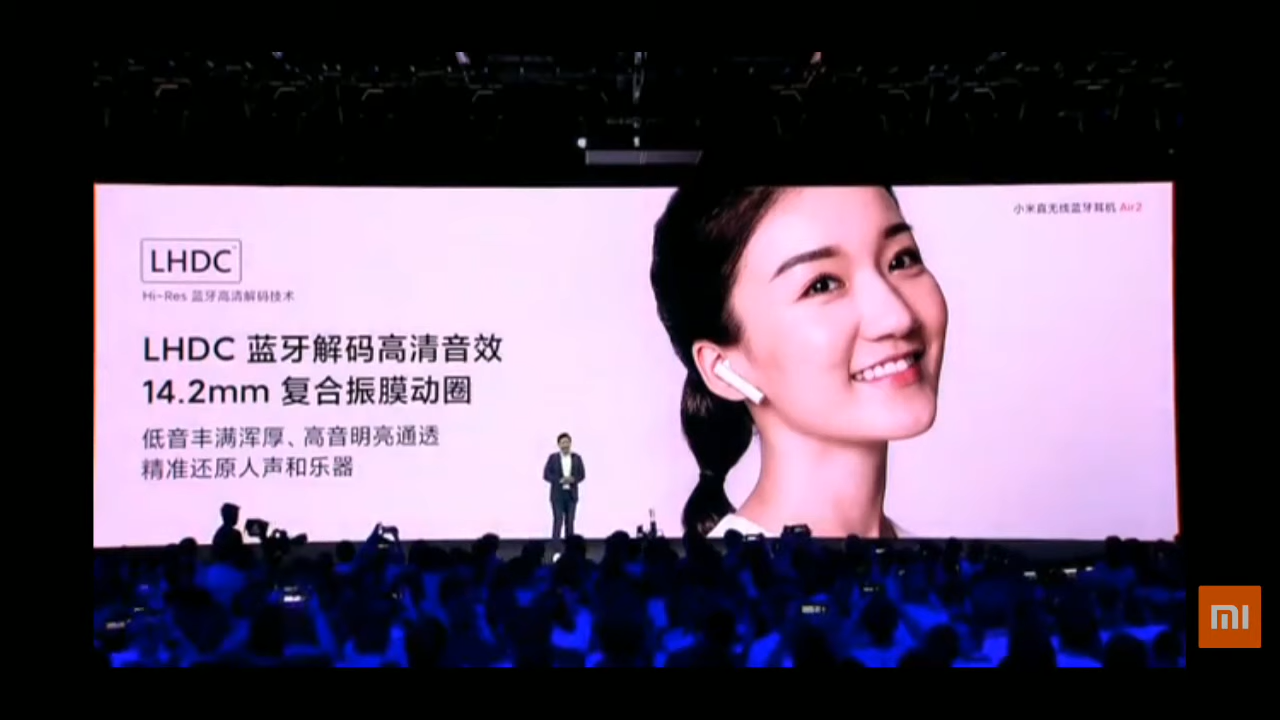 小米真无线蓝牙耳机 Air2
LHDC
Hi-Res 蓝牙高清解码技术
LHDC 蓝牙解码高清音效
14.2mm 复合振膜动圈
低音丰满浑厚、高音明亮通透
精准还原人声和乐器
mı